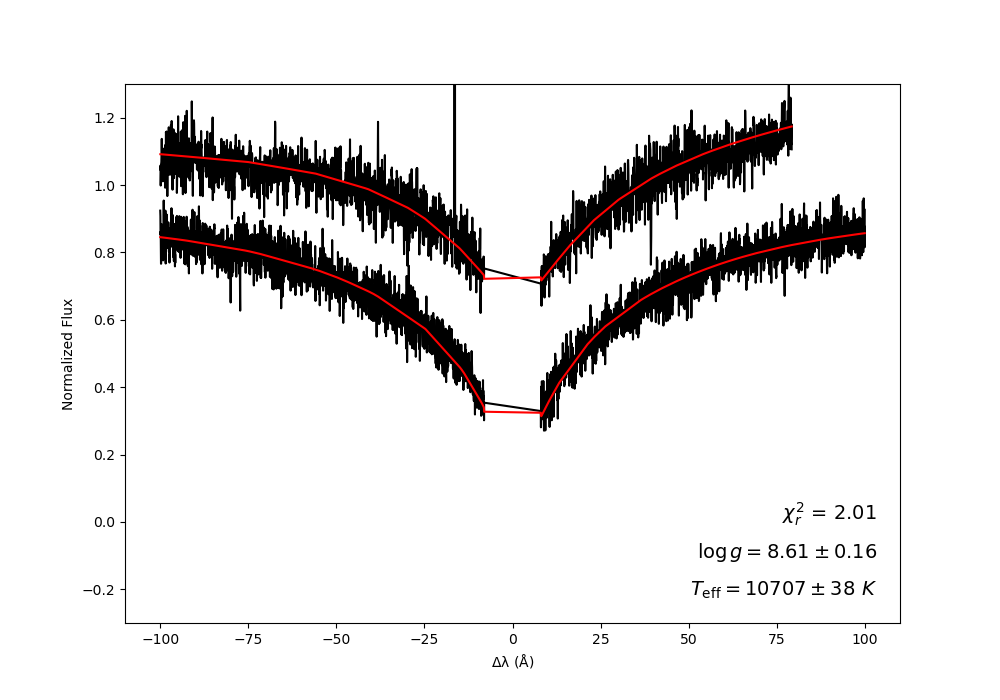 1.2
1.0
0.8
0.6
0.4
0.2
0.0
−0.2
Normalized Flux
χ²ᵣ = 2.01
log g = 8.61 ± 0.16
T_eff = 10707 ± 38 K
−100 −75 −50 −25 0 25 50 75 100
Δλ (Å)